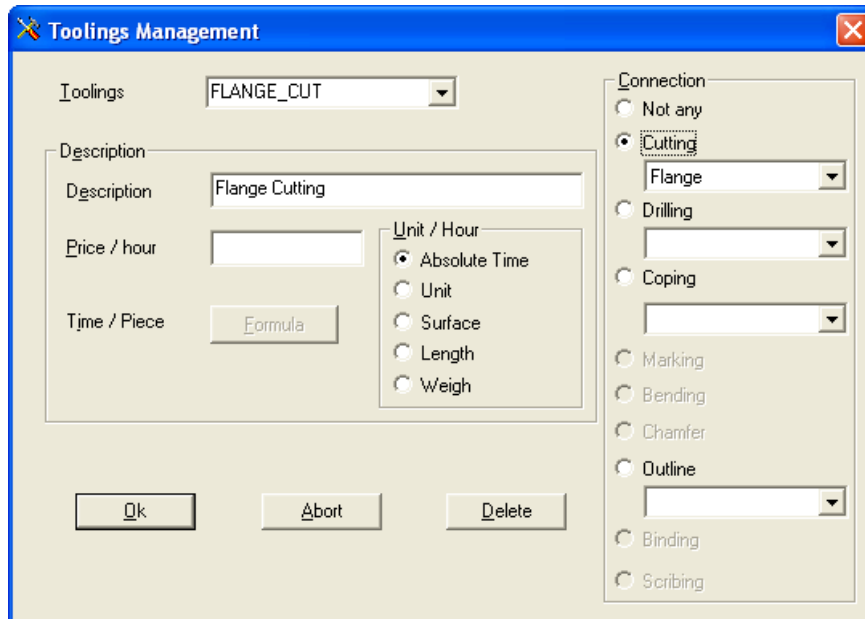 Toolings Management
Toolings
FLANGE_CUT
Description
Description
Flange Cutting
Price / hour
Time / Piece
Formula
Unit / Hour
Absolute Time
Unit
Surface
Length
Weigh
Ok
Abort
Delete
Connection
Not any
Cutting
Flange
Drilling
Coping
Marking
Bending
Chamfer
Outline
Binding
Scribing